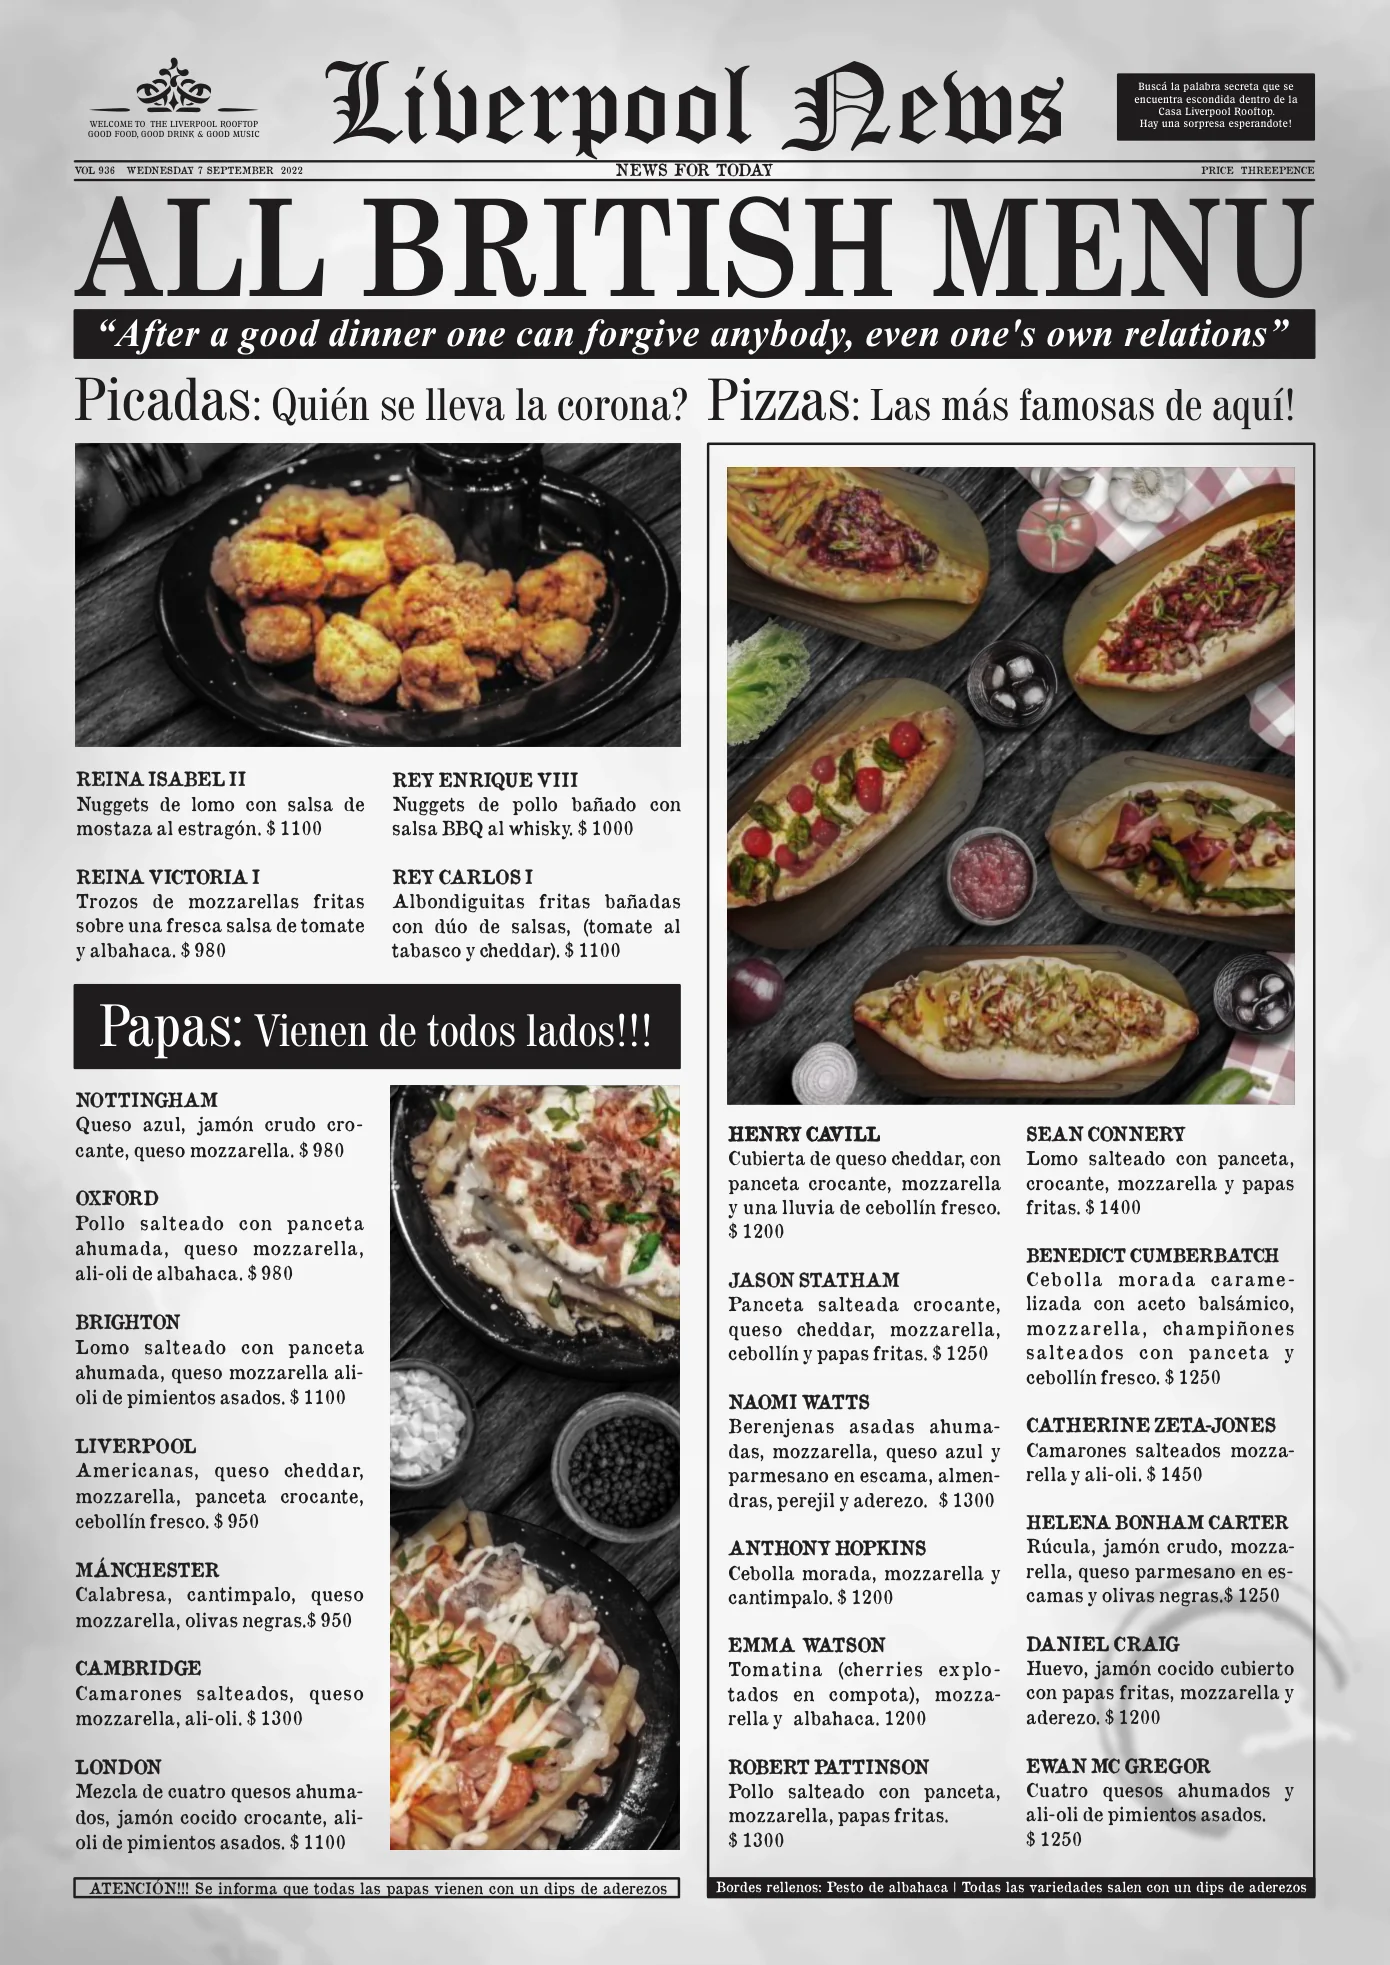 WELCOME TO THE LIVERPOOL ROOFTOP
GOOD FOOD, GOOD DRINK & GOOD MUSIC
Liverpool News
Buscá la palabra secreta que se
encuentra escondida dentro de la
Casa Liverpool Rooftop.
Hay una sorpresa esperandote!
VOL 936 WEDNESDAY 7 SEPTEMBER 2022
NEWS FOR TODAY
PRICE THREEPENCE
ALL BRITISH MENU
“After a good dinner one can forgive anybody, even one's own relations”
Picadas: Quién se lleva la corona?
REINA ISABEL II
Nuggets de lomo con salsa de
mostaza al estragón. $ 1100
REINA VICTORIA I
Trozos de mozzarellas fritas
sobre una fresca salsa de tomate
y albahaca. $ 980
REY ENRIQUE VIII
Nuggets de pollo bañado con
salsa BBQ al whisky. $ 1000
REY CARLOS I
Albondiguitas fritas bañadas
con dúo de salsas, (tomate al
tabasco y cheddar). $ 1100
Papas: Vienen de todos lados!!!
NOTTINGHAM
Queso azul, jamón crudo cro-
cante, queso mozzarella. $ 980
OXFORD
Pollo salteado con panceta
ahumada, queso mozzarella,
ali-oli de albahaca. $ 980
BRIGHTON
Lomo salteado con panceta
ahumada, queso mozzarella ali-
oli de pimientos asados. $ 1100
LIVERPOOL
Americanas, queso cheddar,
mozzarella, panceta crocante,
cebollín fresco. $ 950
MÁNCHESTER
Calabresa, cantimpalo, queso
mozzarella, olivas negras.$ 950
CAMBRIDGE
Camarones salteados, queso
mozzarella, ali-oli. $ 1300
LONDON
Mezcla de cuatro quesos ahuma-
dos, jamón cocido crocante, ali-
oli de pimientos asados. $ 1100
ATENCIÓN!!! Se informa que todas las papas vienen con un dips de aderezos
Pizzas: Las más famosas de aquí!
HENRY CAVILL
Cubierta de queso cheddar, con
panceta crocante, mozzarella
y una lluvia de cebollín fresco.
$ 1200
JASON STATHAM
Panceta salteada crocante,
queso cheddar, mozzarella,
cebollín y papas fritas. $ 1250
NAOMI WATTS
Berenjenas asadas ahuma-
das, mozzarella, queso azul y
parmesano en escama, almen-
dras, perejil y aderezo. $ 1300
ANTHONY HOPKINS
Cebolla morada, mozzarella y
cantimpalo. $ 1200
EMMA WATSON
Tomatina (cherries explo-
tados en compota), mozza-
rella y albahaca. 1200
ROBERT PATTINSON
Pollo salteado con panceta,
mozzarella, papas fritas.
$ 1300
SEAN CONNERY
Lomo salteado con panceta,
crocante, mozzarella y papas
fritas. $ 1400
BENEDICT CUMBERBATCH
Cebolla morada carame-
lizada con aceto balsámico,
mozzarella, champiñones
salteados con panceta y
cebollín fresco. $ 1250
CATHERINE ZETA-JONES
Camarones salteados mozza-
rella y ali-oli. $ 1450
HELENA BONHAM CARTER
Rúcula, jamón crudo, mozza-
rella, queso parmesano en es-
camas y olivas negras.$ 1250
DANIEL CRAIG
Huevo, jamón cocido cubierto
con papas fritas, mozzarella y
aderezo. $ 1200
EWAN MC GREGOR
Cuatro quesos ahumados y
ali-oli de pimientos asados.
$ 1250
Bordes rellenos: Pesto de albahaca | Todas las variedades salen con un dips de aderezos